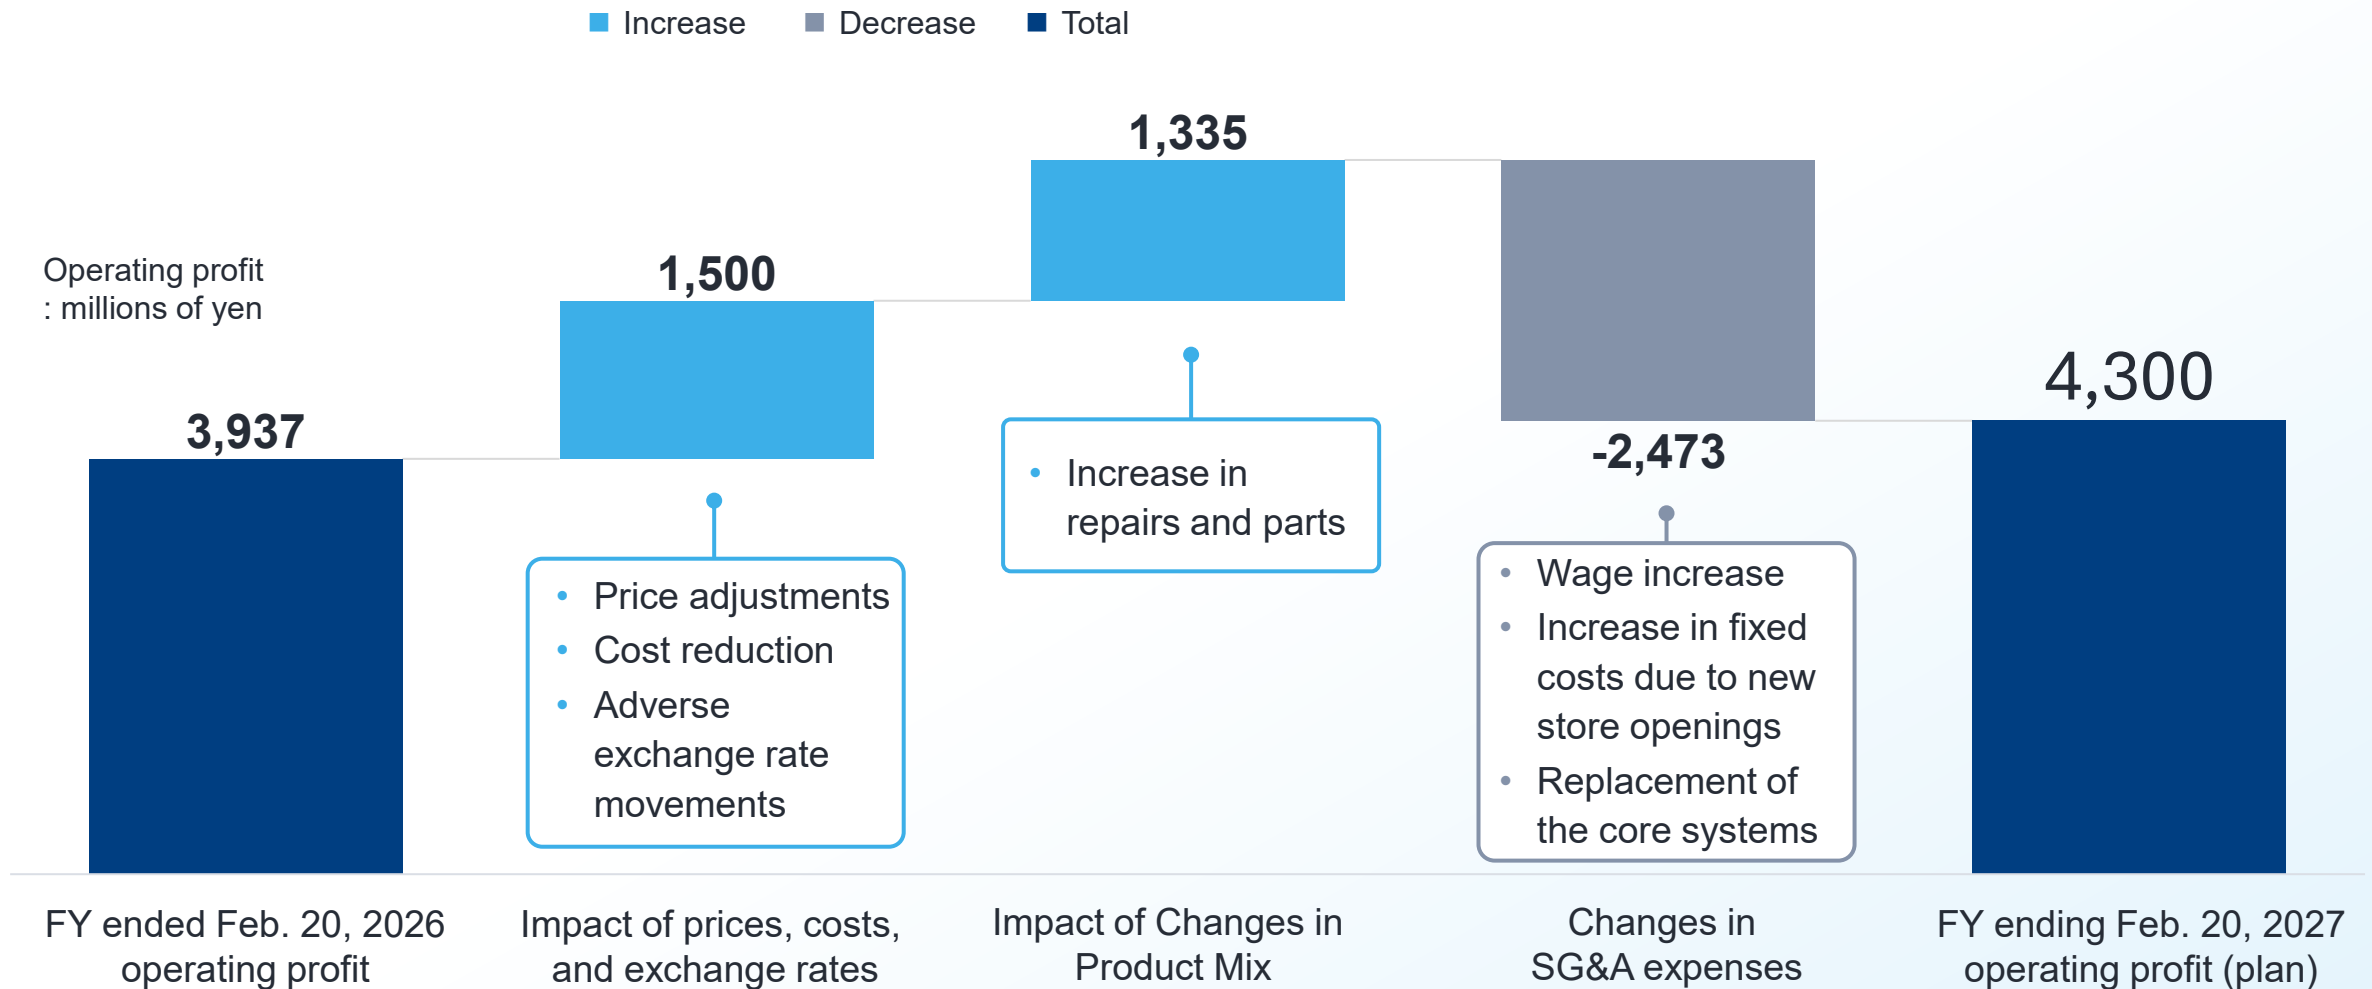 Increase
Decrease
Total
Operating profit
: millions of yen
3,937
1,500
1,335
-2,473
4,300
• Price adjustments
• Cost reduction
• Adverse
exchange rate
movements
• Increase in
repairs and parts
• Wage increase
• Increase in fixed
costs due to new
store openings
• Replacement of
the core systems
FY ended Feb. 20, 2026
operating profit
Impact of prices, costs,
and exchange rates
Impact of Changes in
Product Mix
Changes in
SG&A expenses
FY ending Feb. 20, 2027
operating profit (plan)